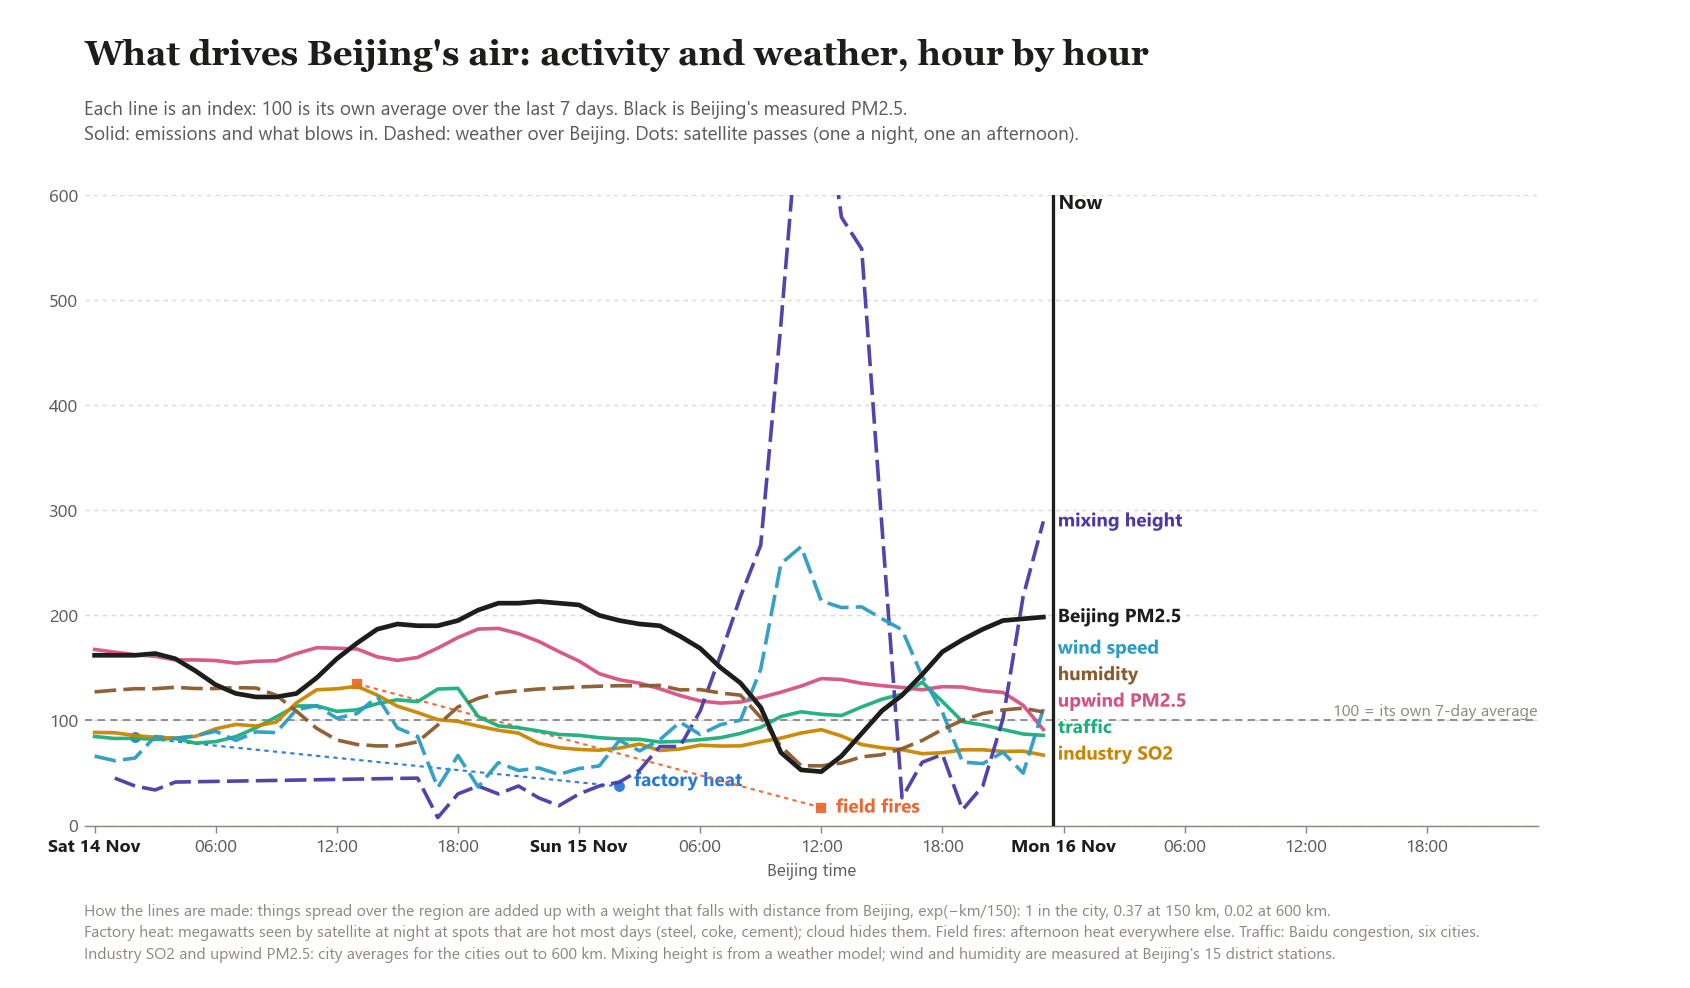 What drives Beijing's air: activity and weather, hour by hour
Each line is an index: 100 is its own average over the last 7 days. Black is Beijing's measured PM2.5.
Solid: emissions and what blows in. Dashed: weather over Beijing. Dots: satellite passes (one a night, one an afternoon).
600
Now
500
400
300
mixing height
200
Beijing PM2.5
wind speed
humidity
upwind PM2.5
100 = its own 7-day average
100
traffic
industry SO2
factory heat
field fires
0
Sat 14 Nov 06:00 12:00 18:00 Sun 15 Nov 06:00 12:00 18:00 Mon 16 Nov 06:00 12:00 18:00
Beijing time
How the lines are made: things spread over the region are added up with a weight that falls with distance from Beijing, exp(−km/150): 1 in the city, 0.37 at 150 km, 0.02 at 600 km.
Factory heat: megawatts seen by satellite at night at spots that are hot most days (steel, coke, cement); cloud hides them. Field fires: afternoon heat everywhere else. Traffic: Baidu congestion, six cities.
Industry SO2 and upwind PM2.5: city averages for the cities out to 600 km. Mixing height is from a weather model; wind and humidity are measured at Beijing's 15 district stations.